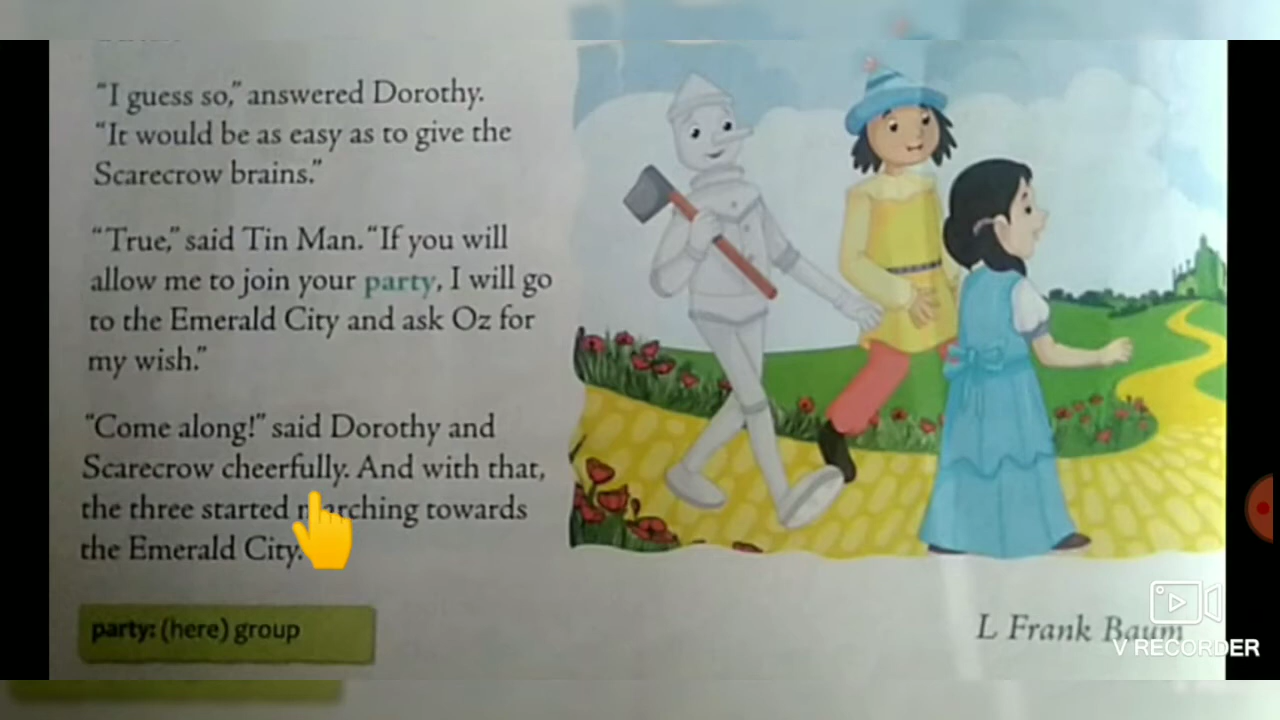 “I guess so,” answered Dorothy.
“It would be as easy as to give the
Scarecrow brains.”
“True,” said Tin Man. “If you will
allow me to join your party, I will go
to the Emerald City and ask Oz for
my wish.”
“Come along!” said Dorothy and
Scarecrow cheerfully. And with that,
the three started marching towards
the Emerald City.
party: (here) group
L Frank Baum
V RECORDER